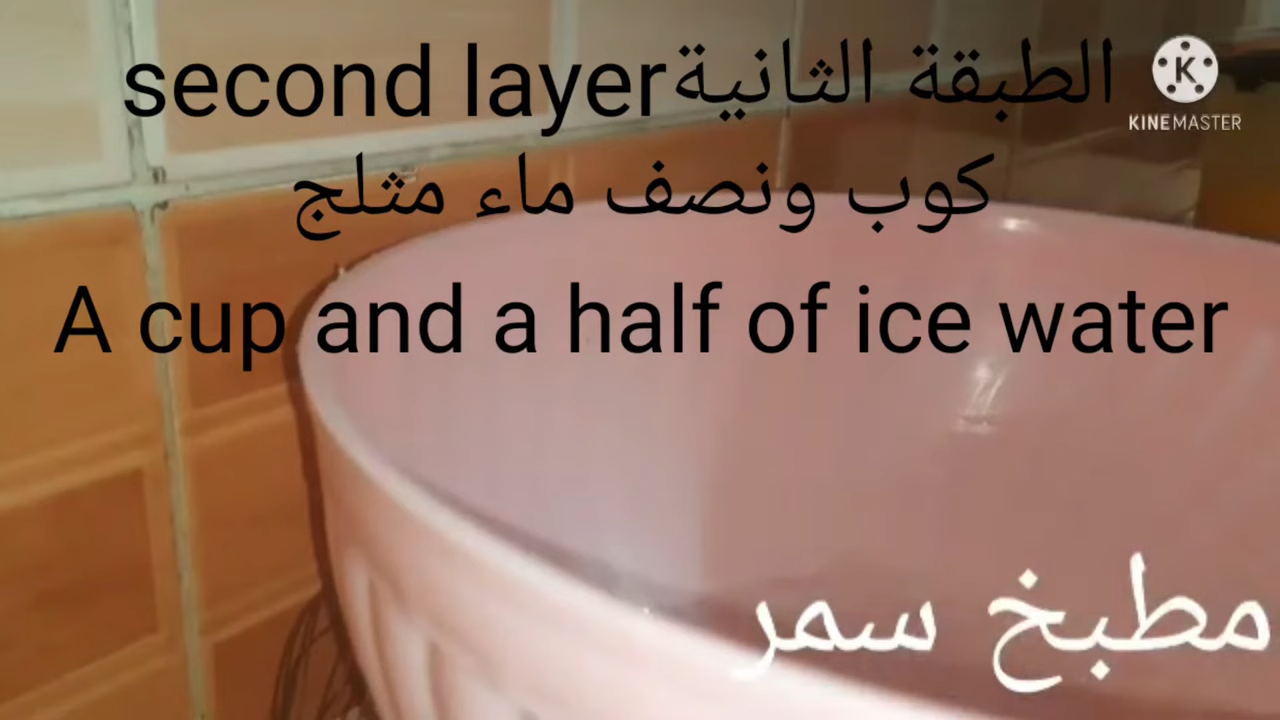 second layer الطبقة الثانية
كوب ونصف ماء مثلج
A cup and a half of ice water
KINEMASTER
مطبخ سمر